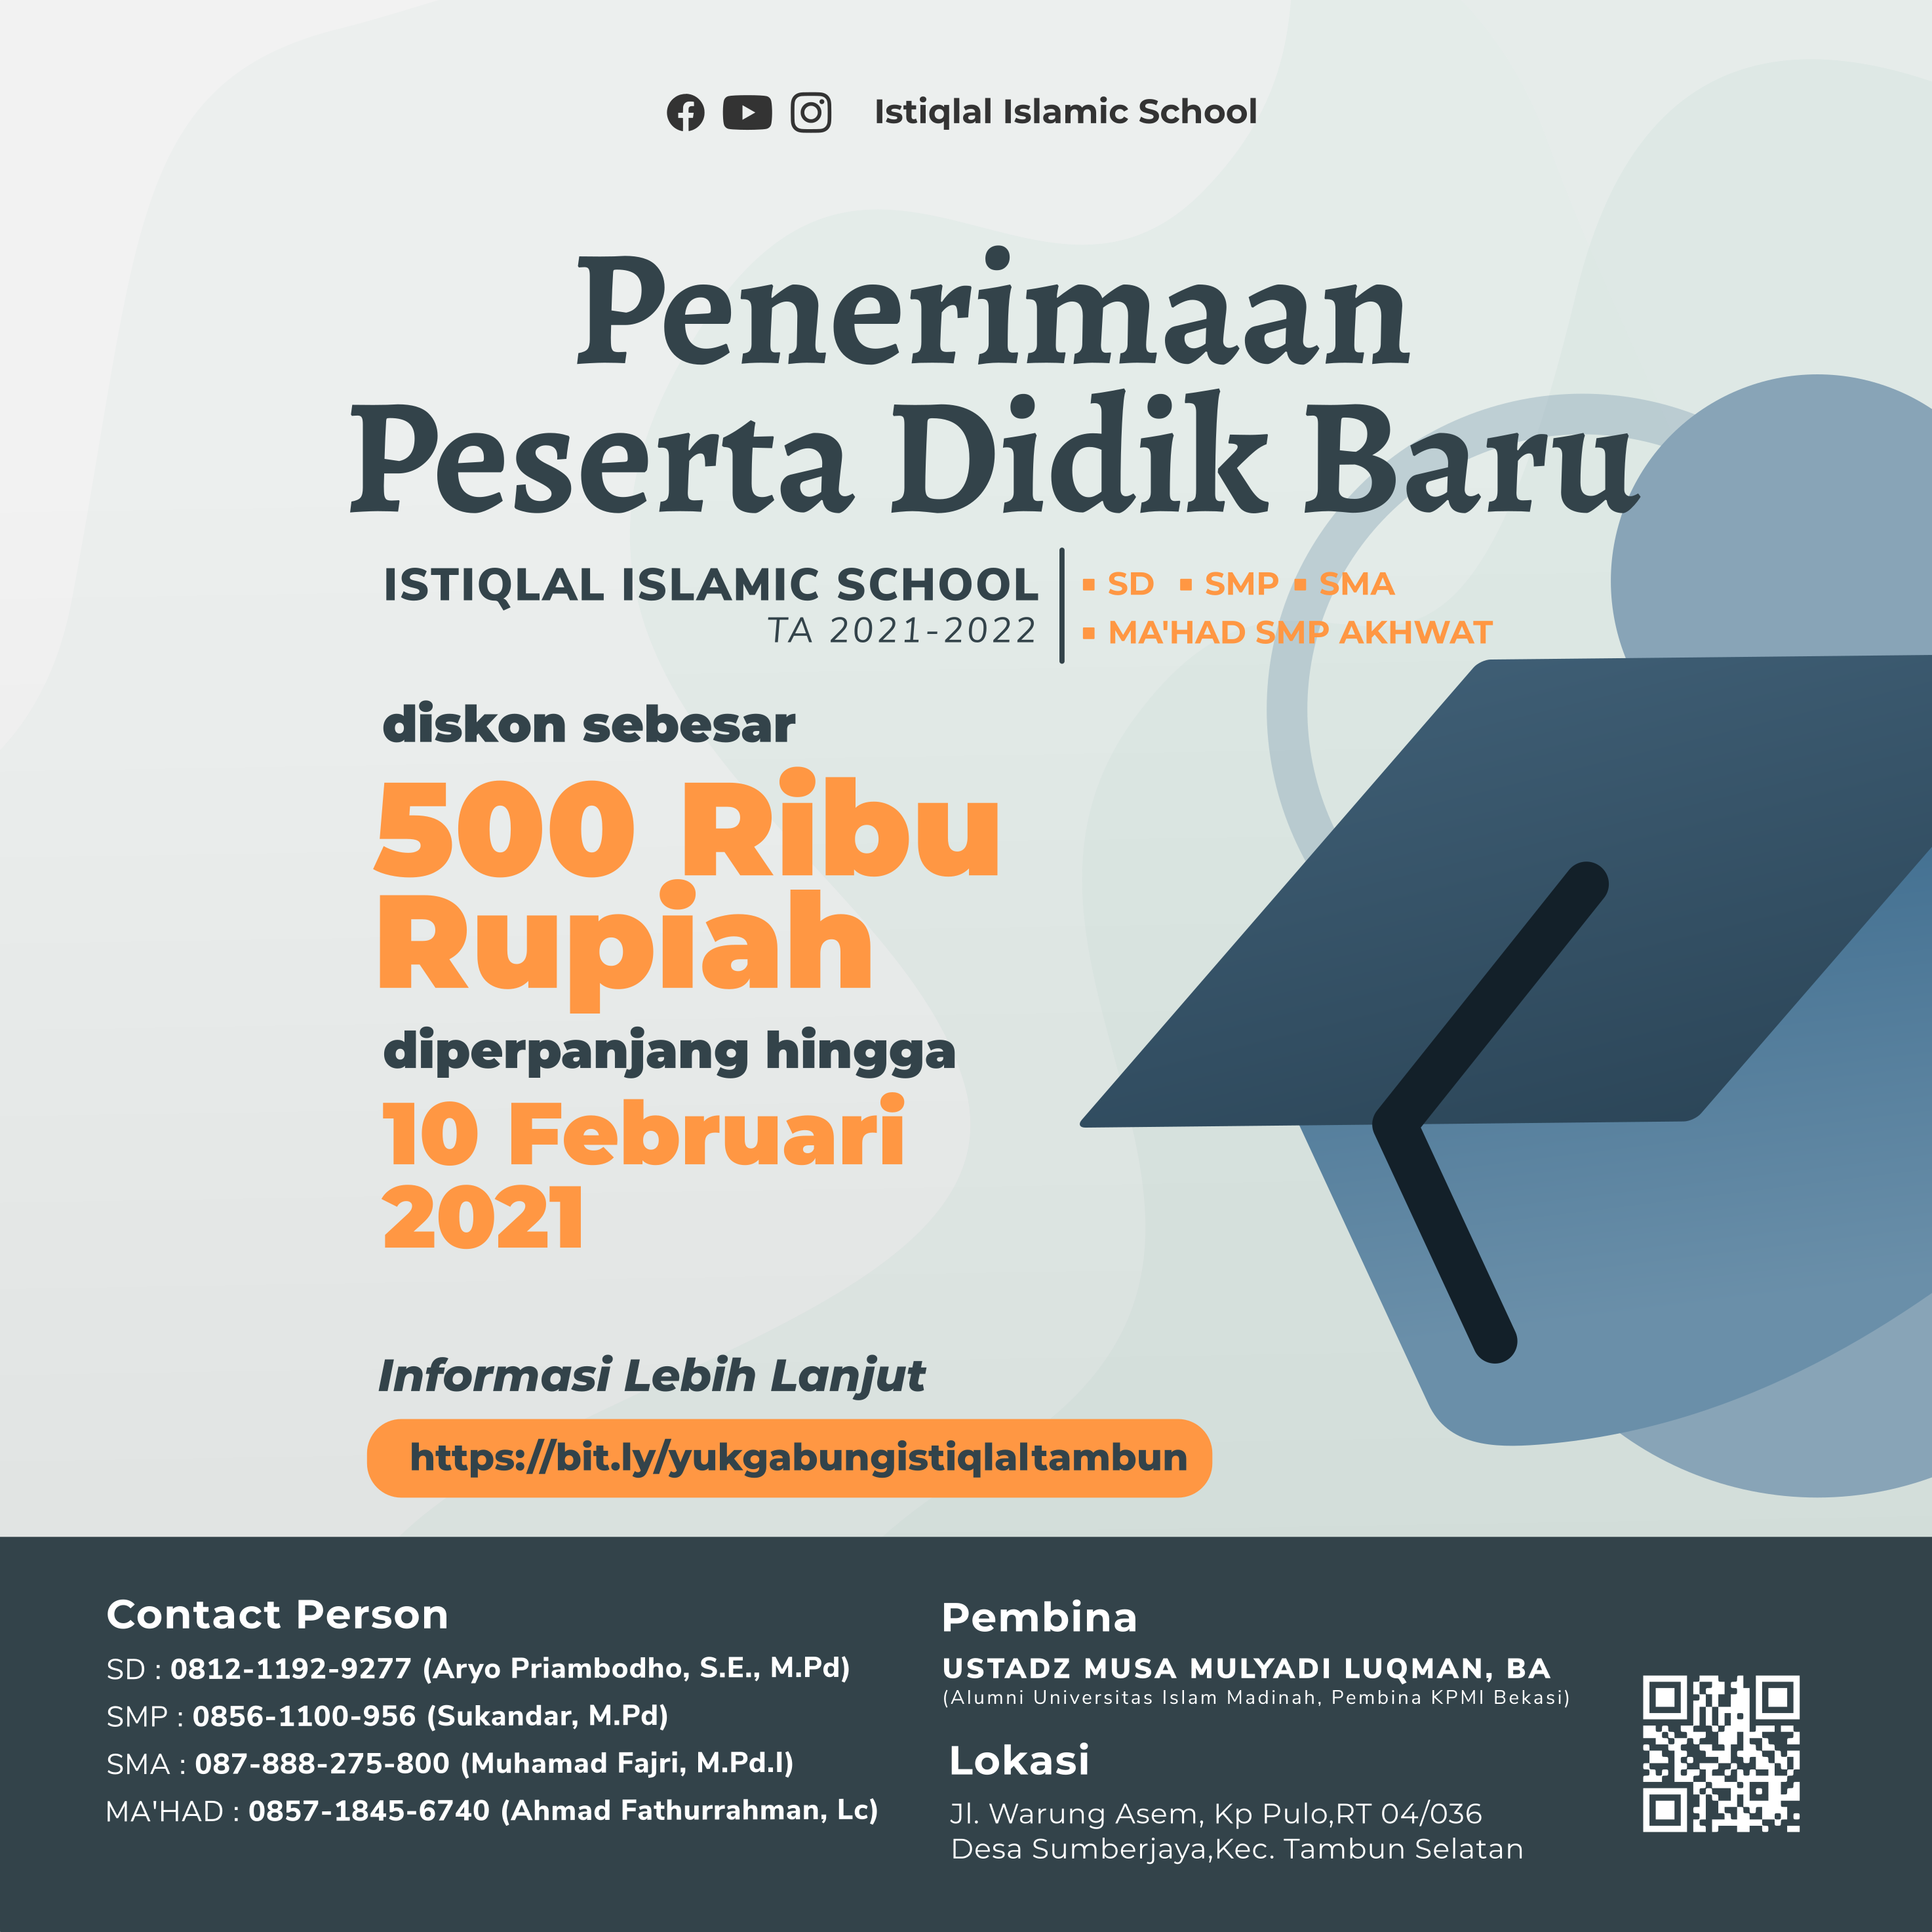 Istiqlal Islamic School
Penerimaan
Peserta Didik Baru
ISTIQLAL ISLAMIC SCHOOL
TA 2021-2022
▪ SD ▪ SMP ▪ SMA
▪ MA'HAD SMP AKHWAT
diskon sebesar
500 Ribu
Rupiah
diperpanjang hingga
10 Februari
2021
Informasi Lebih Lanjut
https://bit.ly/yukgabungistiqlaltambun
Contact Person
SD : 0812-1192-9277 (Aryo Priambodho, S.E., M.Pd)
SMP : 0856-1100-956 (Sukandar, M.Pd)
SMA : 087-888-275-800 (Muhamad Fajri, M.Pd.I)
MA'HAD : 0857-1845-6740 (Ahmad Fathurrahman, Lc)
Pembina
USTADZ MUSA MULYADI LUQMAN, BA
(Alumni Universitas Islam Madinah, Pembina KPMI Bekasi)
Lokasi
Jl. Warung Asem, Kp Pulo,RT 04/036
Desa Sumberjaya,Kec. Tambun Selatan